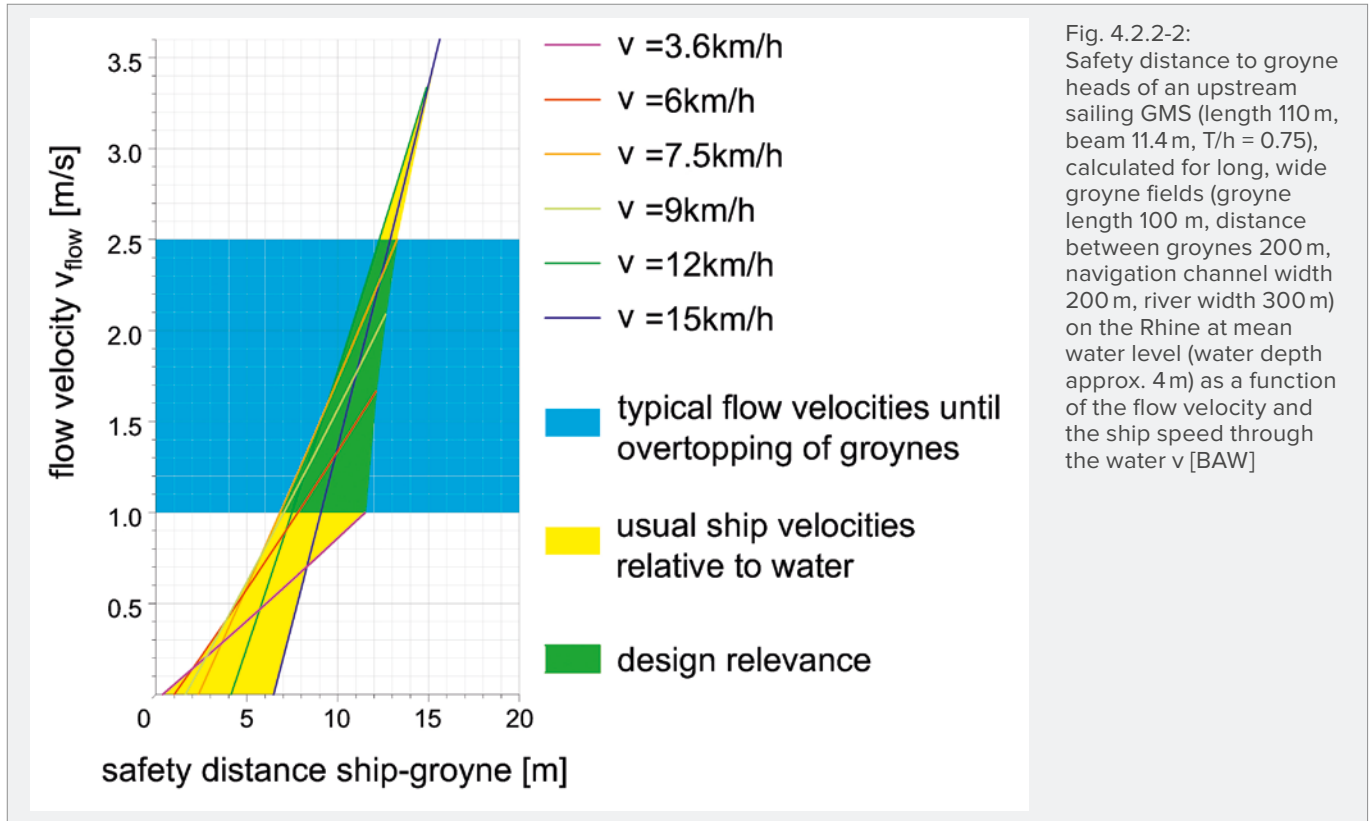 3.5
3.0
2.5
2.0
1.5
1.0
0.5
0
5
10
15
20
flow velocity vflow [m/s]
safety distance ship-groyne [m]
v =3.6km/h
v =6km/h
v =7.5km/h
v =9km/h
v =12km/h
v =15km/h
typical flow velocities until
overtopping of groynes
usual ship velocities
relative to water
design relevance
Fig. 4.2.2-2:
Safety distance to groyne
heads of an upstream
sailing GMS (length 110 m,
beam 11.4 m, T/h = 0.75),
calculated for long, wide
groyne fields (groyne
length 100 m, distance
between groynes 200 m,
navigation channel width
200 m, river width 300 m)
on the Rhine at mean
water level (water depth
approx. 4 m) as a function
of the flow velocity and
the ship speed through
the water v [BAW]